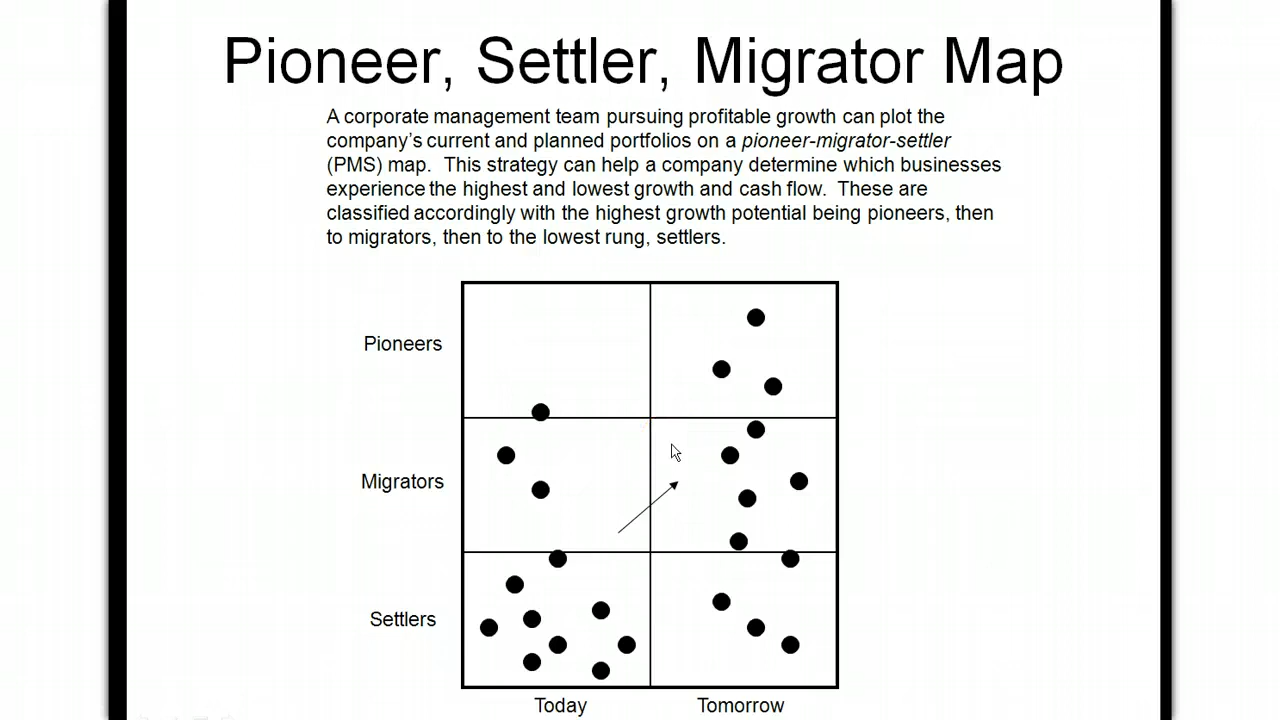 Pioneer, Settler, Migrator Map
A corporate management team pursuing profitable growth can plot the
company's current and planned portfolios on a pioneer-migrator-settler
(PMS) map.  This strategy can help a company determine which businesses
experience the highest and lowest growth and cash flow.  These are
classified accordingly with the highest growth potential being pioneers, then
to migrators, then to the lowest rung, settlers.
Pioneers
Migrators
Settlers
Today
Tomorrow